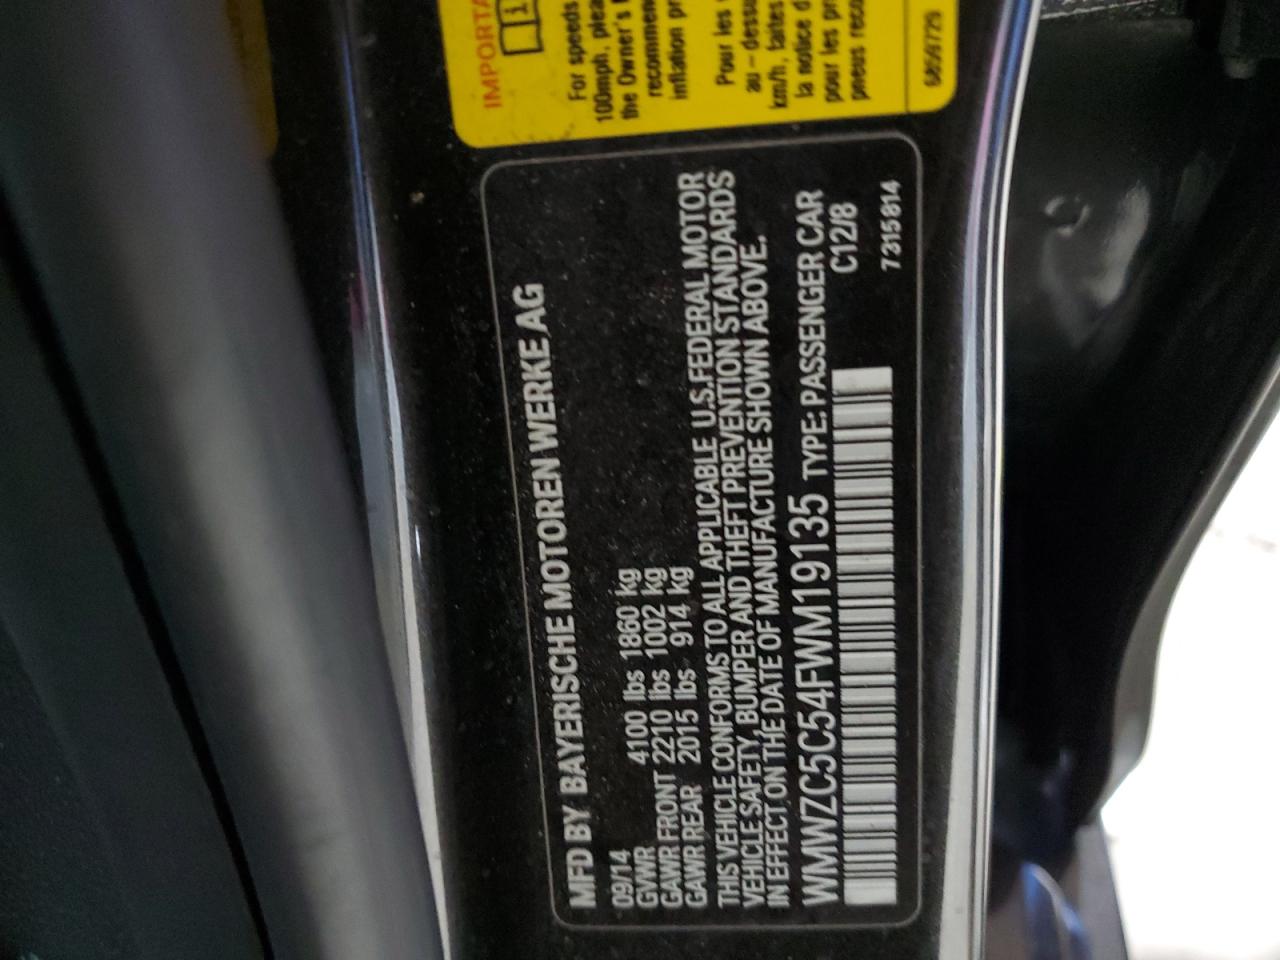 IMPORTA
For speeds
100mph, plea
the Owner's
recommen
inflation pr
Pour les
au-dessu
km/h, faites
la notice d
pour les pre
pneus reco
6859729
MFD BY BAYERISCHE MOTOREN WERKE AG
09/14
GVWR 4100 lbs 1860 kg
GAWR FRONT 2210 lbs 1002 kg
GAWR REAR 2015 lbs 914 kg
THIS VEHICLE CONFORMS TO ALL APPLICABLE U.S.FEDERAL MOTOR
VEHICLE SAFETY, BUMPER AND THEFT PREVENTION STANDARDS
IN EFFECT ON THE DATE OF MANUFACTURE SHOWN ABOVE.
WMWZC5C54FWM19135 TYPE: PASSENGER CAR
C12/8
7315814